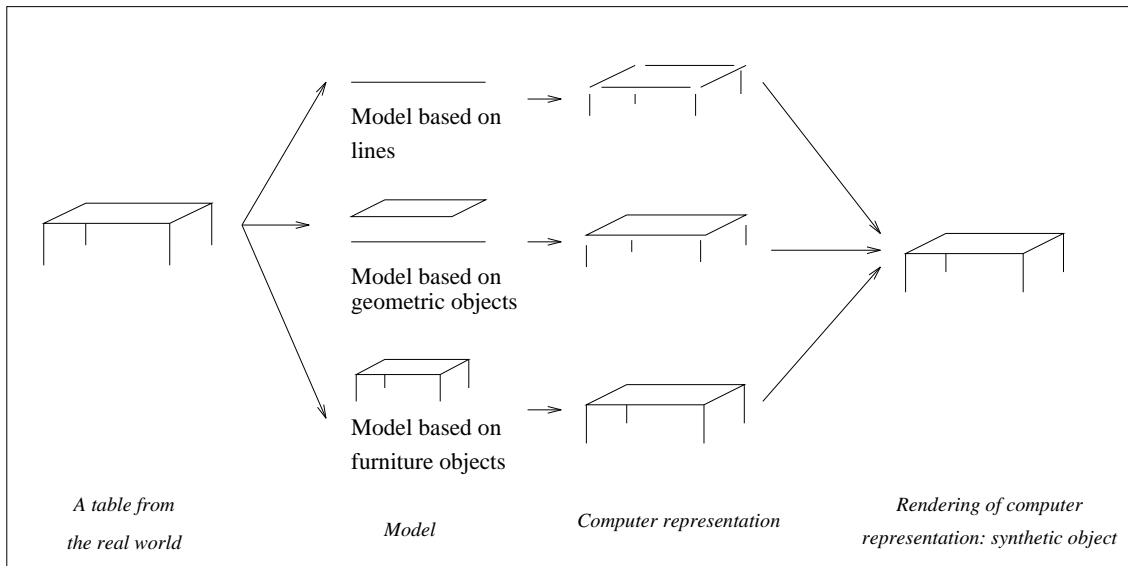 Model based on
lines
Model based on
geometric objects
Model based on
furniture objects
A table from
the real world
Model
Computer representation
Rendering of computer
representation: synthetic object